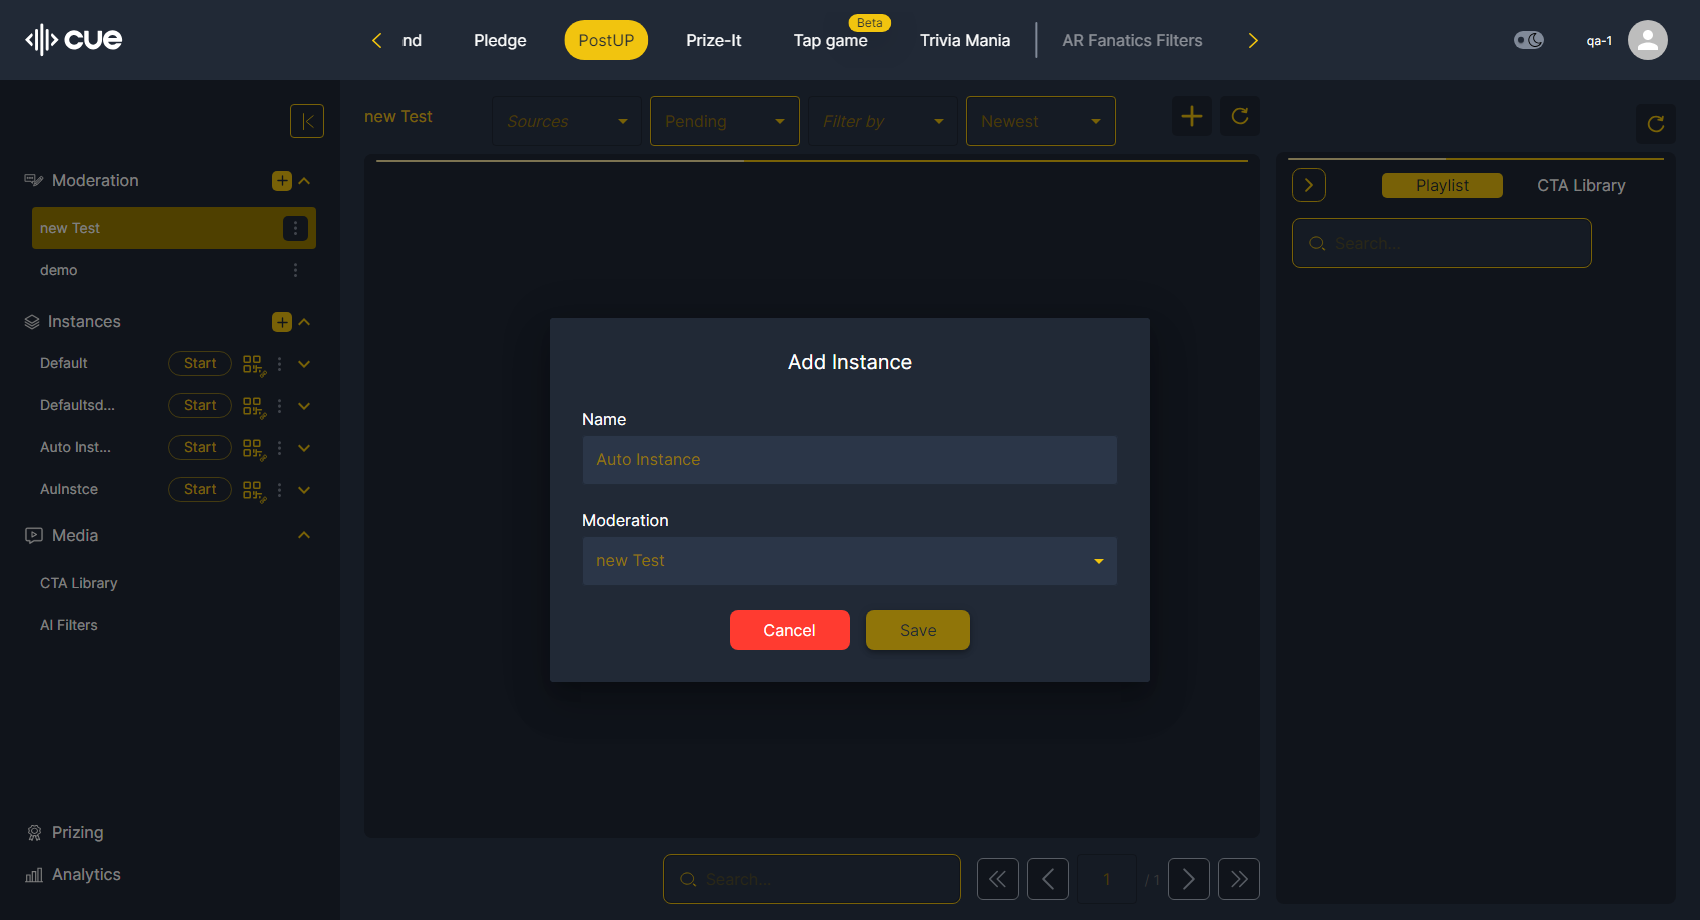 cue
nd
Pledge
PostUP
Prize-It
Beta
Tap game
Trivia Mania
AR Fanatics Filters
qa-1
new Test
Sources
Pending
Filter by
Newest
Moderation
new Test
demo
Instances
Default
Start
Defaultsd...
Start
Auto Inst...
Start
AuInstce
Start
Media
CTA Library
AI Filters
Prizing
Analytics
Add Instance
Name
Auto Instance
Moderation
new Test
Cancel
Save
Playlist
CTA Library
Search...
Search...
1
/ 1